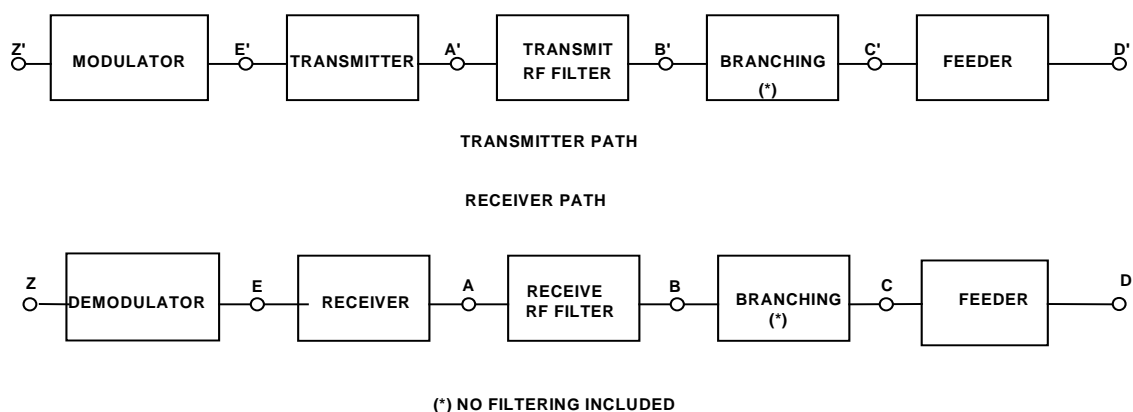 Z' E' A' B' C' D'
MODULATOR TRANSMITTER TRANSMIT BRANCHING FEEDER
RF FILTER (*)
TRANSMITTER PATH
RECEIVER PATH
Z E A B C D
DEMODULATOR RECEIVER RECEIVE BRANCHING FEEDER
RF FILTER (*)
(*) NO FILTERING INCLUDED